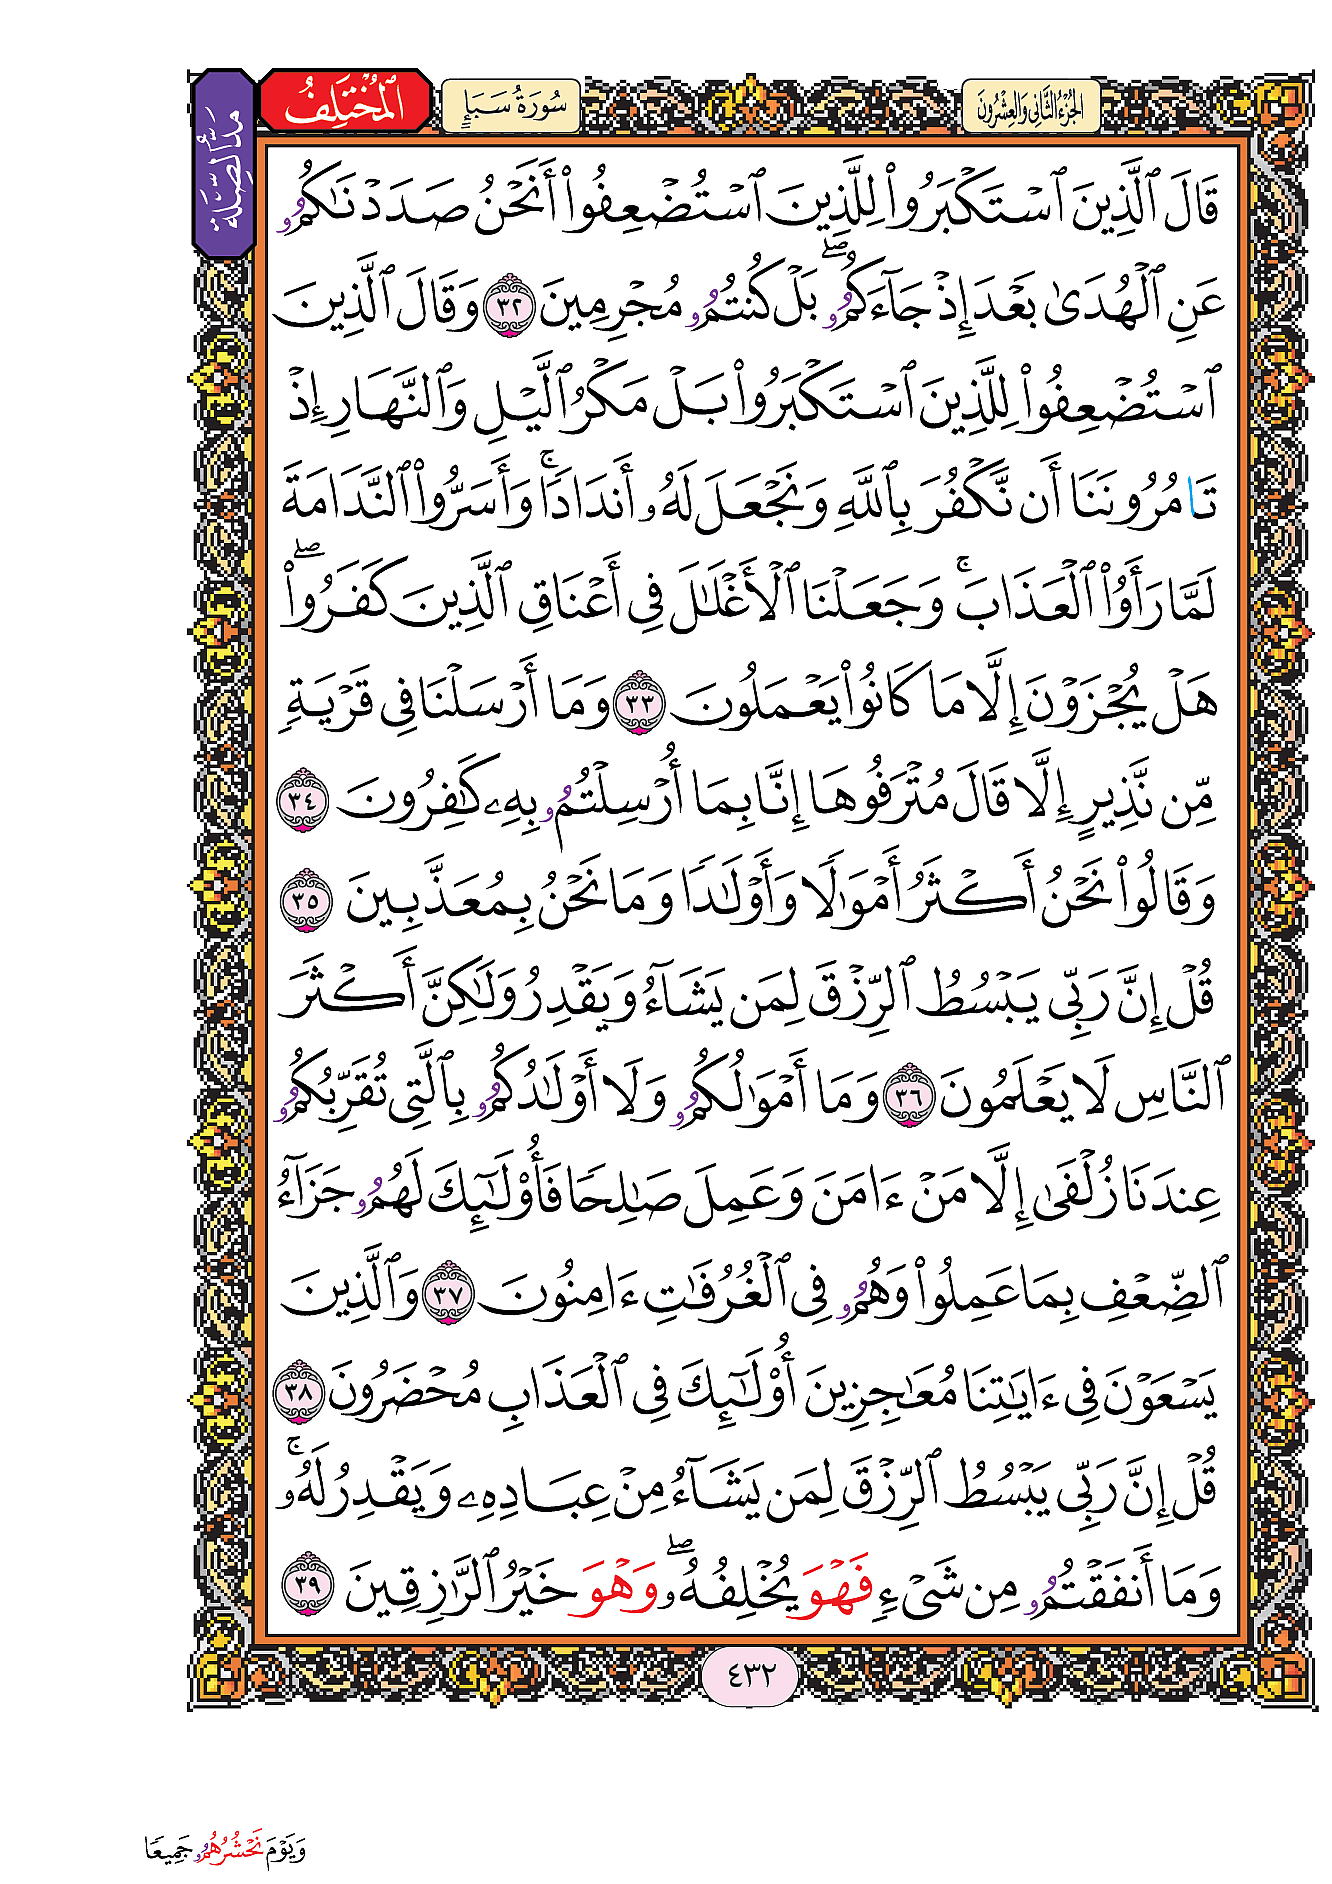 الجُزْءُ الثَّانِي وَالعِشْرُون
سُورَةُ سَبَإٍ
المُخْتَلِفُ
مَدُّ الصِّلَة
قَالَ ٱلَّذِينَ ٱسْتَكْبَرُواْ لِلَّذِينَ ٱسْتُضْعِفُواْ أَنَحْنُ صَدَدْنَٰكُمُۥ
عَنِ ٱلْهُدَىٰ بَعْدَ إِذْ جَآءَكُمُۥۖ بَلْ كُنتُمُۥ مُجْرِمِينَ ٣٢ وَقَالَ ٱلَّذِينَ
ٱسْتُضْعِفُواْ لِلَّذِينَ ٱسْتَكْبَرُواْ بَلْ مَكْرُ ٱلَّيْلِ وَٱلنَّهَارِ إِذْ
تَامُرُونَنَا أَن نَّكْفُرَ بِٱللَّهِ وَنَجْعَلَ لَهُۥ أَندَادٗاۚ وَأَسَرُّواْ ٱلنَّدَامَةَ
لَمَّا رَأَوُاْ ٱلْعَذَابَۚ وَجَعَلْنَا ٱلْأَغْلَٰلَ فِي أَعْنَاقِ ٱلَّذِينَ كَفَرُواْۖ
هَلْ يُجْزَوْنَ إِلَّا مَا كَانُواْ يَعْمَلُونَ ٣٣ وَمَا أَرْسَلْنَا فِي قَرْيَةٖ
مِّن نَّذِيرٍ إِلَّا قَالَ مُتْرَفُوهَا إِنَّا بِمَا أُرْسِلْتُمُۥ بِهِۦ كَٰفِرُونَ ٣٤
وَقَالُواْ نَحْنُ أَكْثَرُ أَمْوَٰلٗا وَأَوْلَٰدٗا وَمَا نَحْنُ بِمُعَذَّبِينَ ٣٥
قُلْ إِنَّ رَبِّي يَبْسُطُ ٱلرِّزْقَ لِمَن يَشَآءُ وَيَقْدِرُ وَلَٰكِنَّ أَكْثَرَ
ٱلنَّاسِ لَا يَعْلَمُونَ ٣٦ وَمَا أَمْوَٰلُكُمُۥ وَلَا أَوْلَٰدُكُمُۥ بِٱلَّتِي تُقَرِّبُكُمُۥ
عِندَنَا زُلْفَىٰ إِلَّا مَنْ ءَامَنَ وَعَمِلَ صَٰلِحٗا فَأُوْلَٰٓئِكَ لَهُمُۥ جَزَآءُ
ٱلضِّعْفِ بِمَا عَمِلُواْ وَهُمُۥ فِي ٱلْغُرُفَٰتِ ءَامِنُونَ ٣٧ وَٱلَّذِينَ
يَسْعَوْنَ فِي ءَايَٰتِنَا مُعَٰجِزِينَ أُوْلَٰٓئِكَ فِي ٱلْعَذَابِ مُحْضَرُونَ ٣٨
قُلْ إِنَّ رَبِّي يَبْسُطُ ٱلرِّزْقَ لِمَن يَشَآءُ مِنْ عِبَادِهِۦ وَيَقْدِرُ لَهُۥۚ
وَمَا أَنفَقْتُمُۥ مِن شَيْءٖ فَهْوَ يُخْلِفُهُۥۖ وَهْوَ خَيْرُ ٱلرَّٰزِقِينَ ٣٩
٤٣٢
وَيَوْمَ نَحْشُرُهُمُۥ جَمِيعٗا